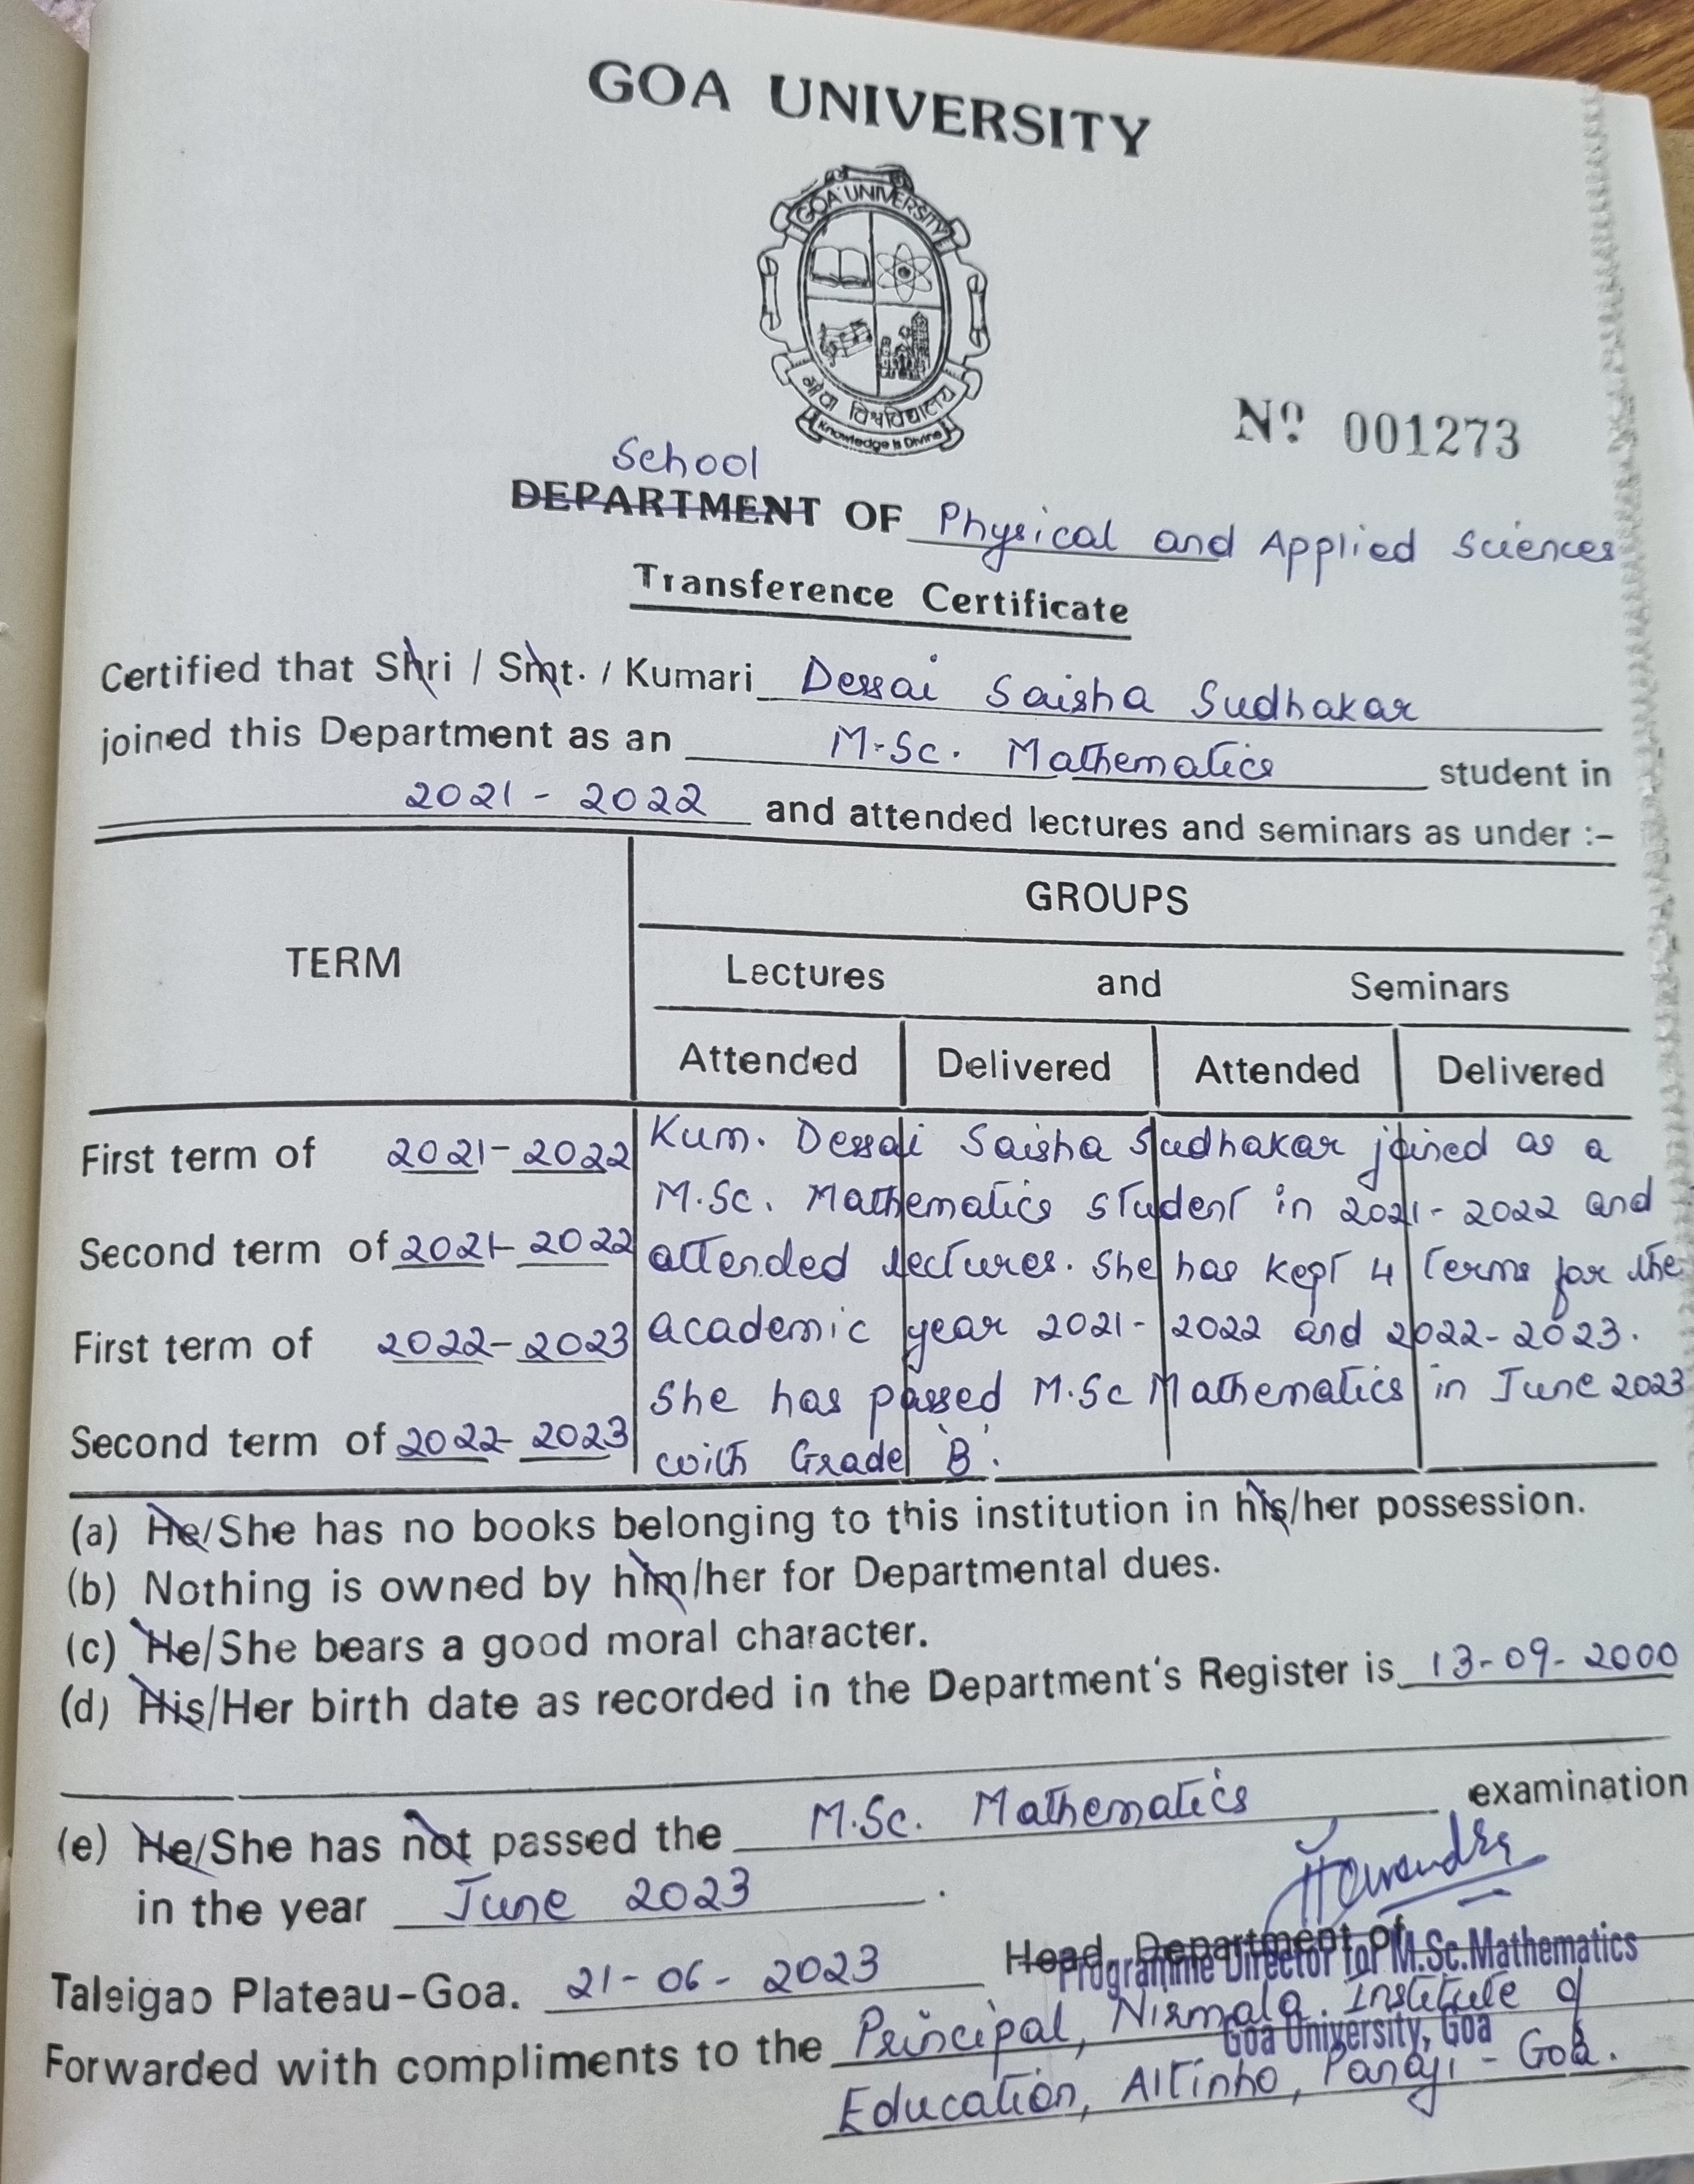 GOA UNIVERSITY
GOA UNIVERSITY
गोवा विश्वविद्यालय
Knowledge is Divine
Nº 001273
School
DEPARTMENT OF Physical and Applied Sciences
Transference Certificate
Certified that Shri / Smt. / Kumari Dessai Saisha Sudhakar
joined this Department as an M.Sc. Mathematics student in
2021 - 2022 and attended lectures and seminars as under :-
TERM
GROUPS
Lectures and Seminars
Attended Delivered Attended Delivered
First term of 2021-2022 Kum. Dessai Saisha Sudhakar joined as a
M.Sc. Mathematics student in 2021-2022 and
Second term of 2021-2022 attended lectures. She has kept 4 terms for the
First term of 2022-2023 academic year 2021-2022 and 2022-2023.
She has passed M.Sc Mathematics in June 2023
Second term of 2022-2023 with Grade 'B'.
(a) He/She has no books belonging to this institution in his/her possession.
(b) Nothing is owned by him/her for Departmental dues.
(c) He/She bears a good moral character.
(d) His/Her birth date as recorded in the Department's Register is 13-09-2000
(e) He/She has not passed the M.Sc. Mathematics examination
in the year June 2023.
Head, Department of
Programme Director for M.Sc.Mathematics
Taleigao Plateau-Goa. 21-06-2023
Goa University, Goa
Forwarded with compliments to the Principal, Nirmala Institute of
Education, Altinho, Panaji - Goa.